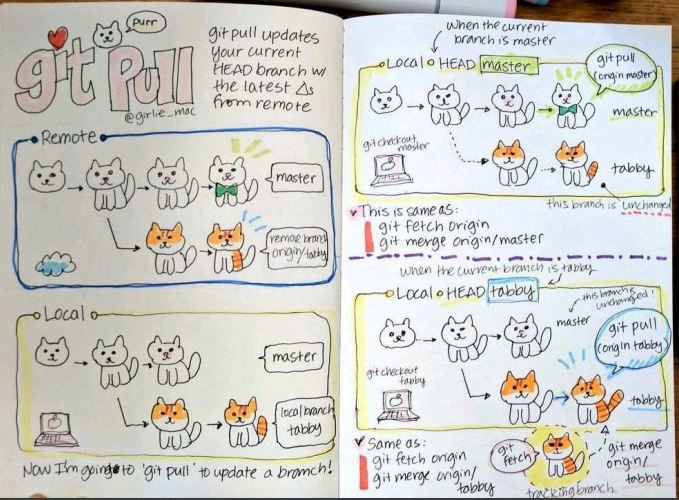 purr
git Pull
@girlie_mac
git pull updates
your current
HEAD branch w/
the latest Δs
from remote
Remote
master
remote branch
origin/tabby
Local
master
local branch
tabby
Now I'm going to 'git pull' to update a branch!
When the current
branch is master
Local HEAD master
git pull
(origin master)
master
git checkout
master
tabby
this branch is unchanged
This is same as:
git fetch origin
git merge origin/master
when the current branch is tabby
Local HEAD tabby
this branch is
unchanged!
master
git pull
(origin tabby)
git checkout
tabby
tabby
Same as:
git fetch origin
git merge origin/
tabby
git
fetch
git merge
origin/
tabby
tracking branch